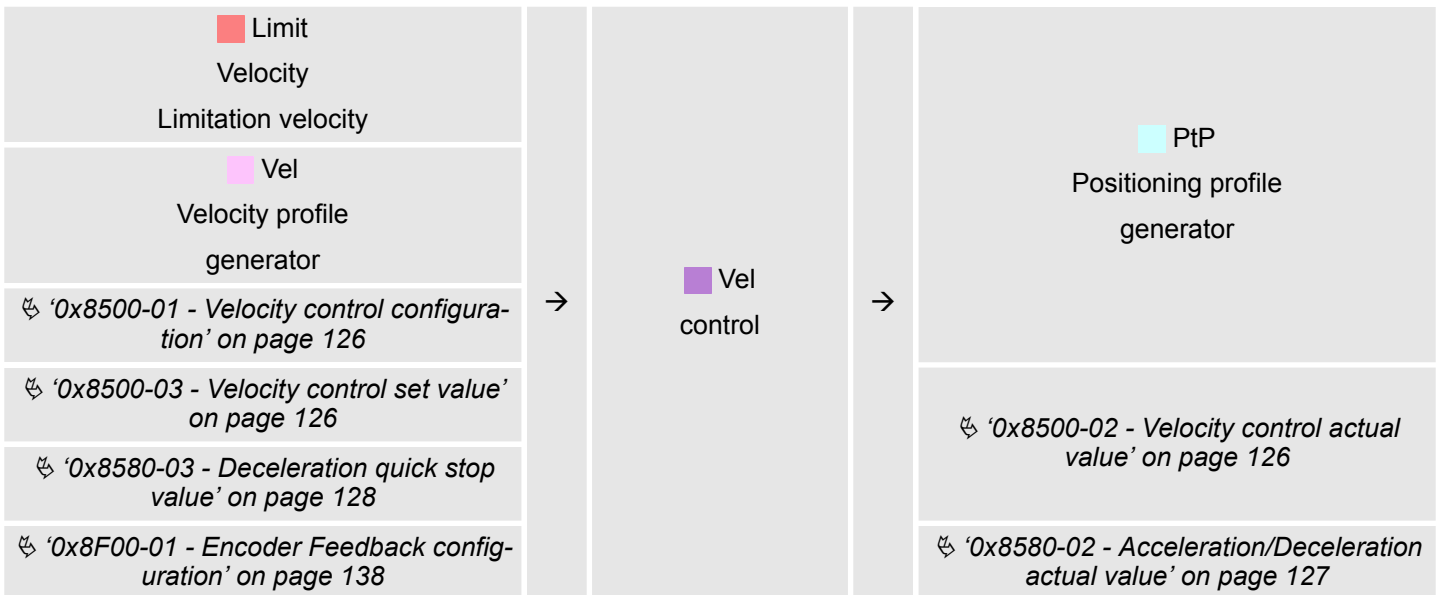 Limit
Velocity
Limitation velocity
Vel
Velocity profile
generator
↳ ‘0x8500-01 - Velocity control configura-
tion’ on page 126
↳ ‘0x8500-03 - Velocity control set value’
on page 126
↳ ‘0x8580-03 - Deceleration quick stop
value’ on page 128
↳ ‘0x8F00-01 - Encoder Feedback config-
uration’ on page 138
→
Vel
control
→
PtP
Positioning profile
generator
↳ ‘0x8500-02 - Velocity control actual
value’ on page 126
↳ ‘0x8580-02 - Acceleration/Deceleration
actual value’ on page 127